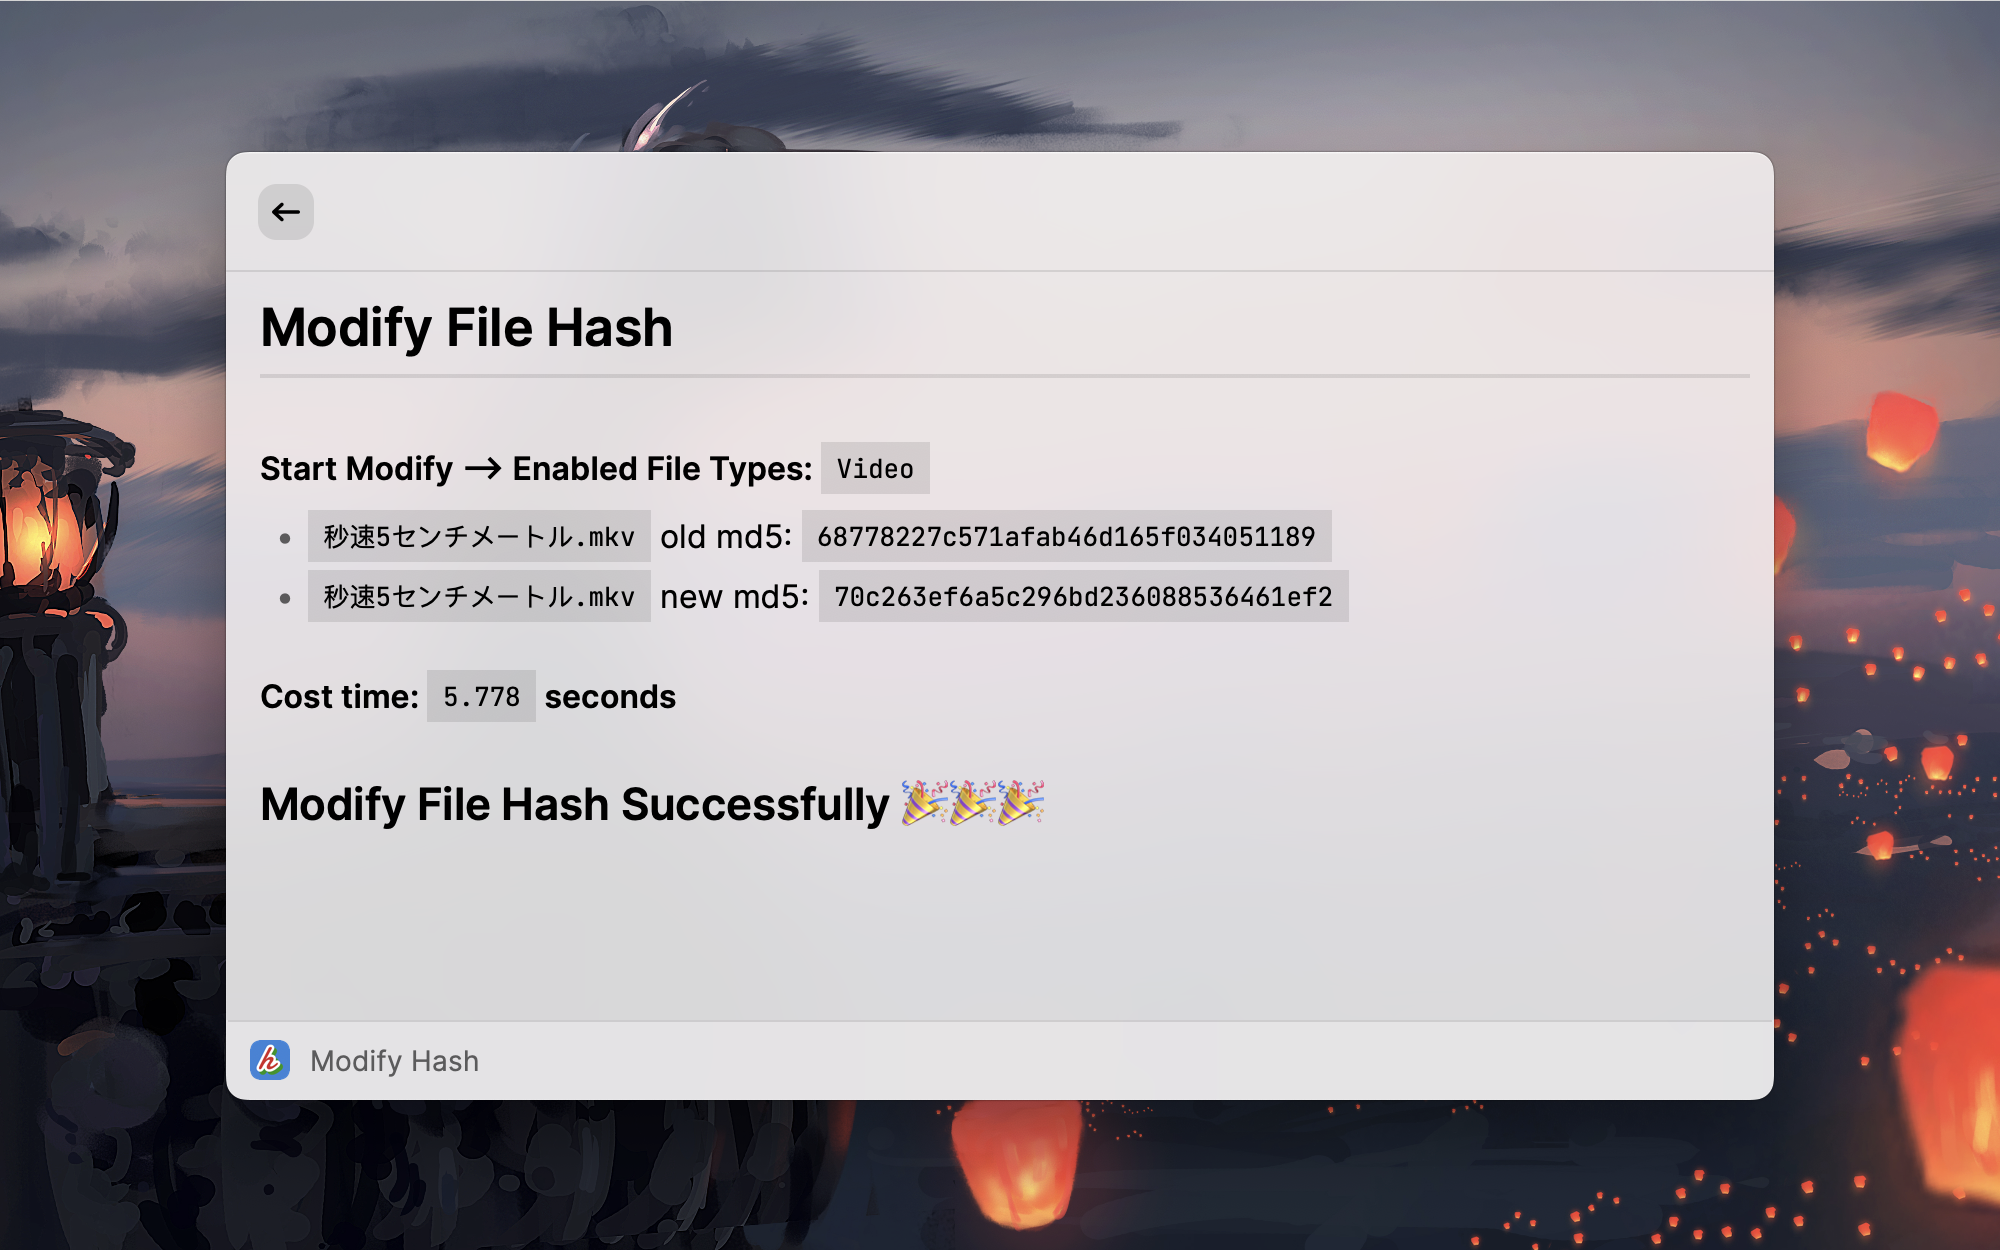 Modify File Hash
Start Modify --> Enabled File Types: Video
• 秒速5センチメートル.mkv old md5: 68778227c571afab46d165f034051189
• 秒速5センチメートル.mkv new md5: 70c263ef6a5c296bd236088536461ef2
Cost time: 5.778 seconds
Modify File Hash Successfully 🎉🎉🎉
h Modify Hash